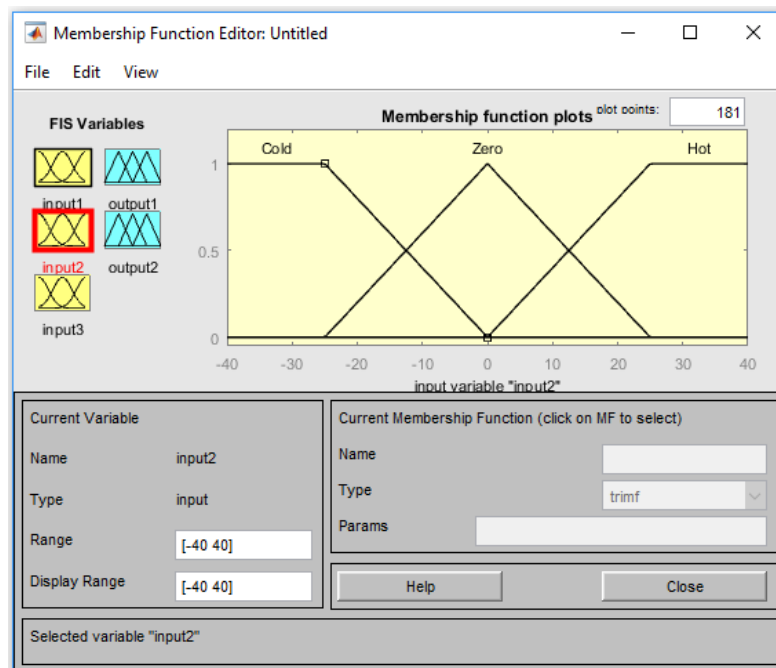 Membership Function Editor: Untitled
File Edit View
FIS Variables
Membership function plots plot points: 181
input1 output1
input2 output2
input3
Cold Zero Hot
1
0.5
0
-40 -30 -20 -10 0 10 20 30 40
input variable "input2"
Current Variable
Name input2
Type input
Range [-40 40]
Display Range [-40 40]
Current Membership Function (click on MF to select)
Name
Type trimf
Params
Help Close
Selected variable "input2"